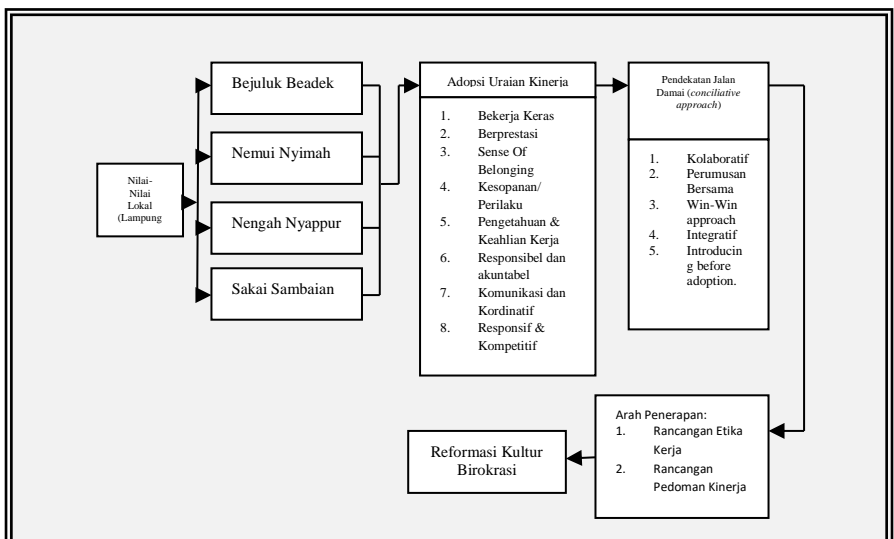 Nilai-
Nilai
Lokal
(Lampung
Bejuluk Beadek
Nemui Nyimah
Nengah Nyappur
Sakai Sambaian
Adopsi Uraian Kinerja
1. Bekerja Keras
2. Berprestasi
3. Sense Of
Belonging
4. Kesopanan/
Perilaku
5. Pengetahuan &
Keahlian Kerja
6. Responsibel dan
akuntabel
7. Komunikasi dan
Kordinatif
8. Responsif &
Kompetitif
Pendekatan Jalan
Damai (conciliative
approach)
1. Kolaboratif
2. Perumusan
Bersama
3. Win-Win
approach
4. Integratif
5. Introducin
g before
adoption.
Arah Penerapan:
1. Rancangan Etika
Kerja
2. Rancangan
Pedoman Kinerja
Reformasi Kultur
Birokrasi